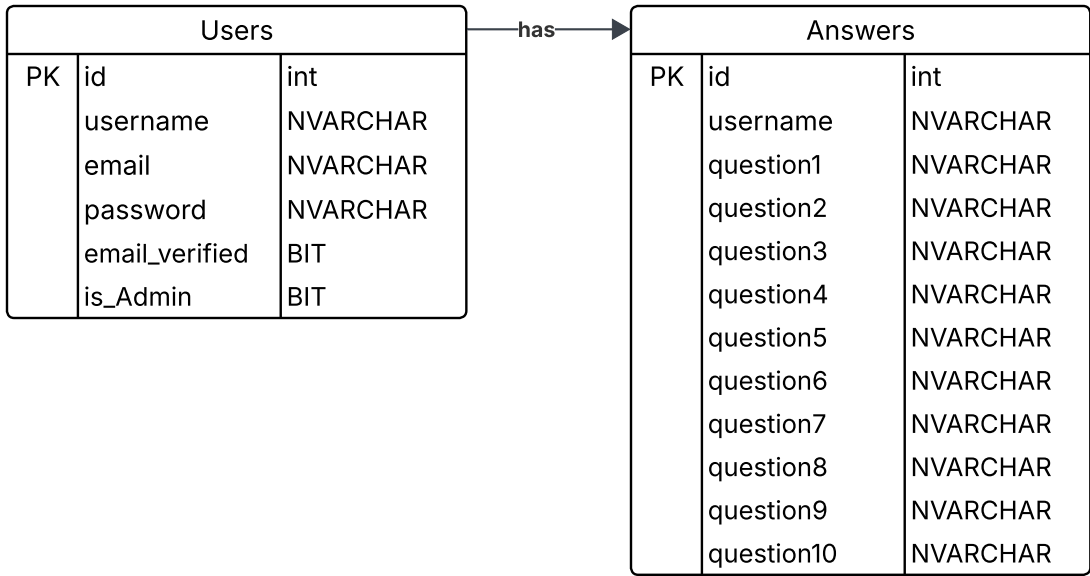 Users
PK id int
username NVARCHAR
email NVARCHAR
password NVARCHAR
email_verified BIT
is_Admin BIT
has
Answers
PK id int
username NVARCHAR
question1 NVARCHAR
question2 NVARCHAR
question3 NVARCHAR
question4 NVARCHAR
question5 NVARCHAR
question6 NVARCHAR
question7 NVARCHAR
question8 NVARCHAR
question9 NVARCHAR
question10 NVARCHAR